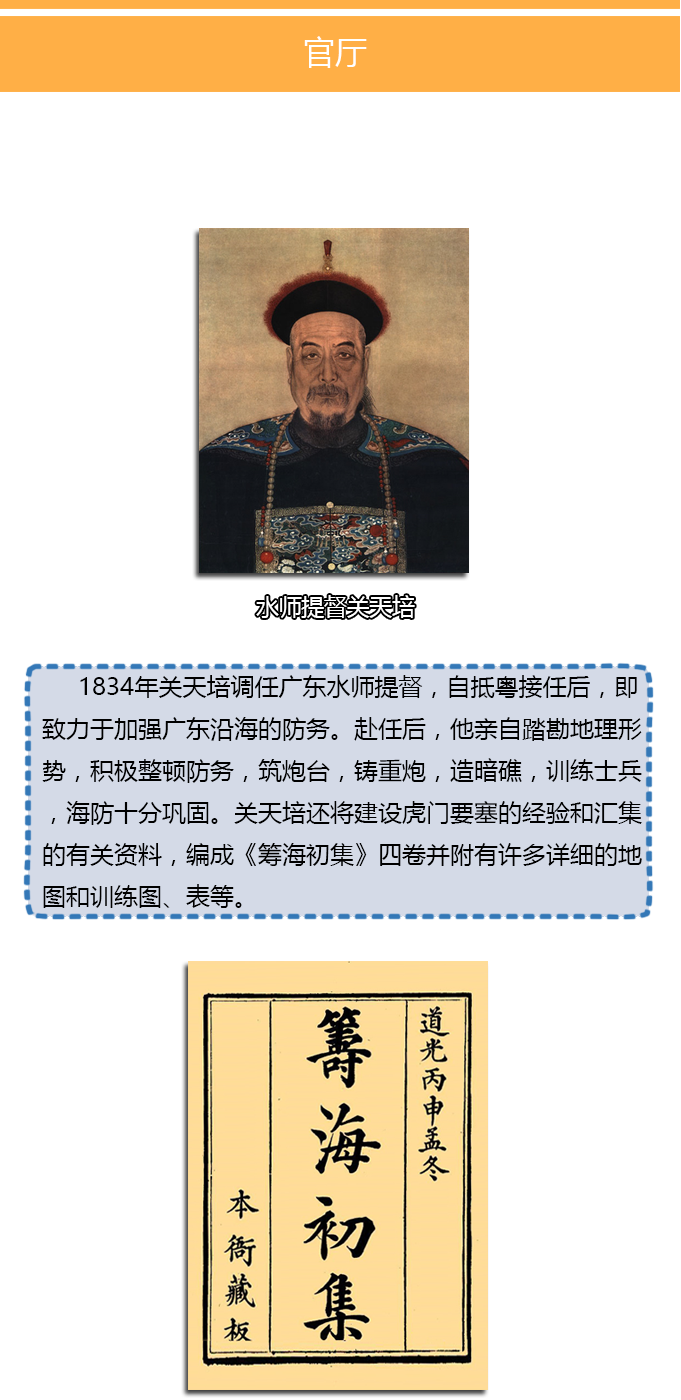 官厅
水师提督关天培
1834年关天培调任广东水师提督，自抵粤接任后，即
致力于加强广东沿海的防务。赴任后，他亲自踏勘地理形
势，积极整顿防务，筑炮台，铸重炮，造暗礁，训练士兵
，海防十分巩固。关天培还将建设虎门要塞的经验和汇集
的有关资料，编成《筹海初集》四卷并附有许多详细的地
图和训练图、表等。
道光丙申孟冬
籌海初集
本衙藏板